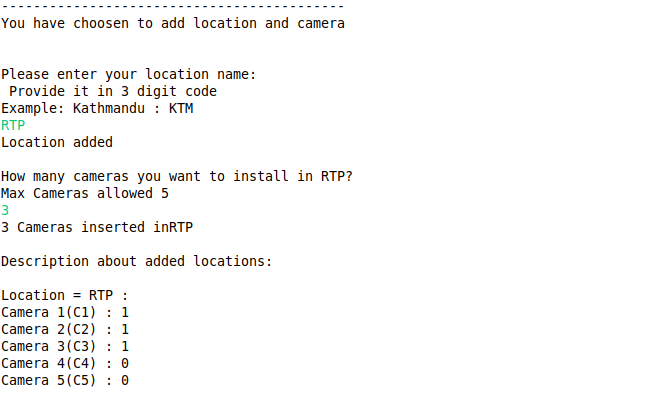 -------------------------------------------
You have choosen to add location and camera
Please enter your location name:
Provide it in 3 digit code
Example: Kathmandu : KTM
RTP
Location added
How many cameras you want to install in RTP?
Max Cameras allowed 5
3
3 Cameras inserted inRTP
Description about added locations:
Location = RTP :
Camera 1(C1) : 1
Camera 2(C2) : 1
Camera 3(C3) : 1
Camera 4(C4) : 0
Camera 5(C5) : 0